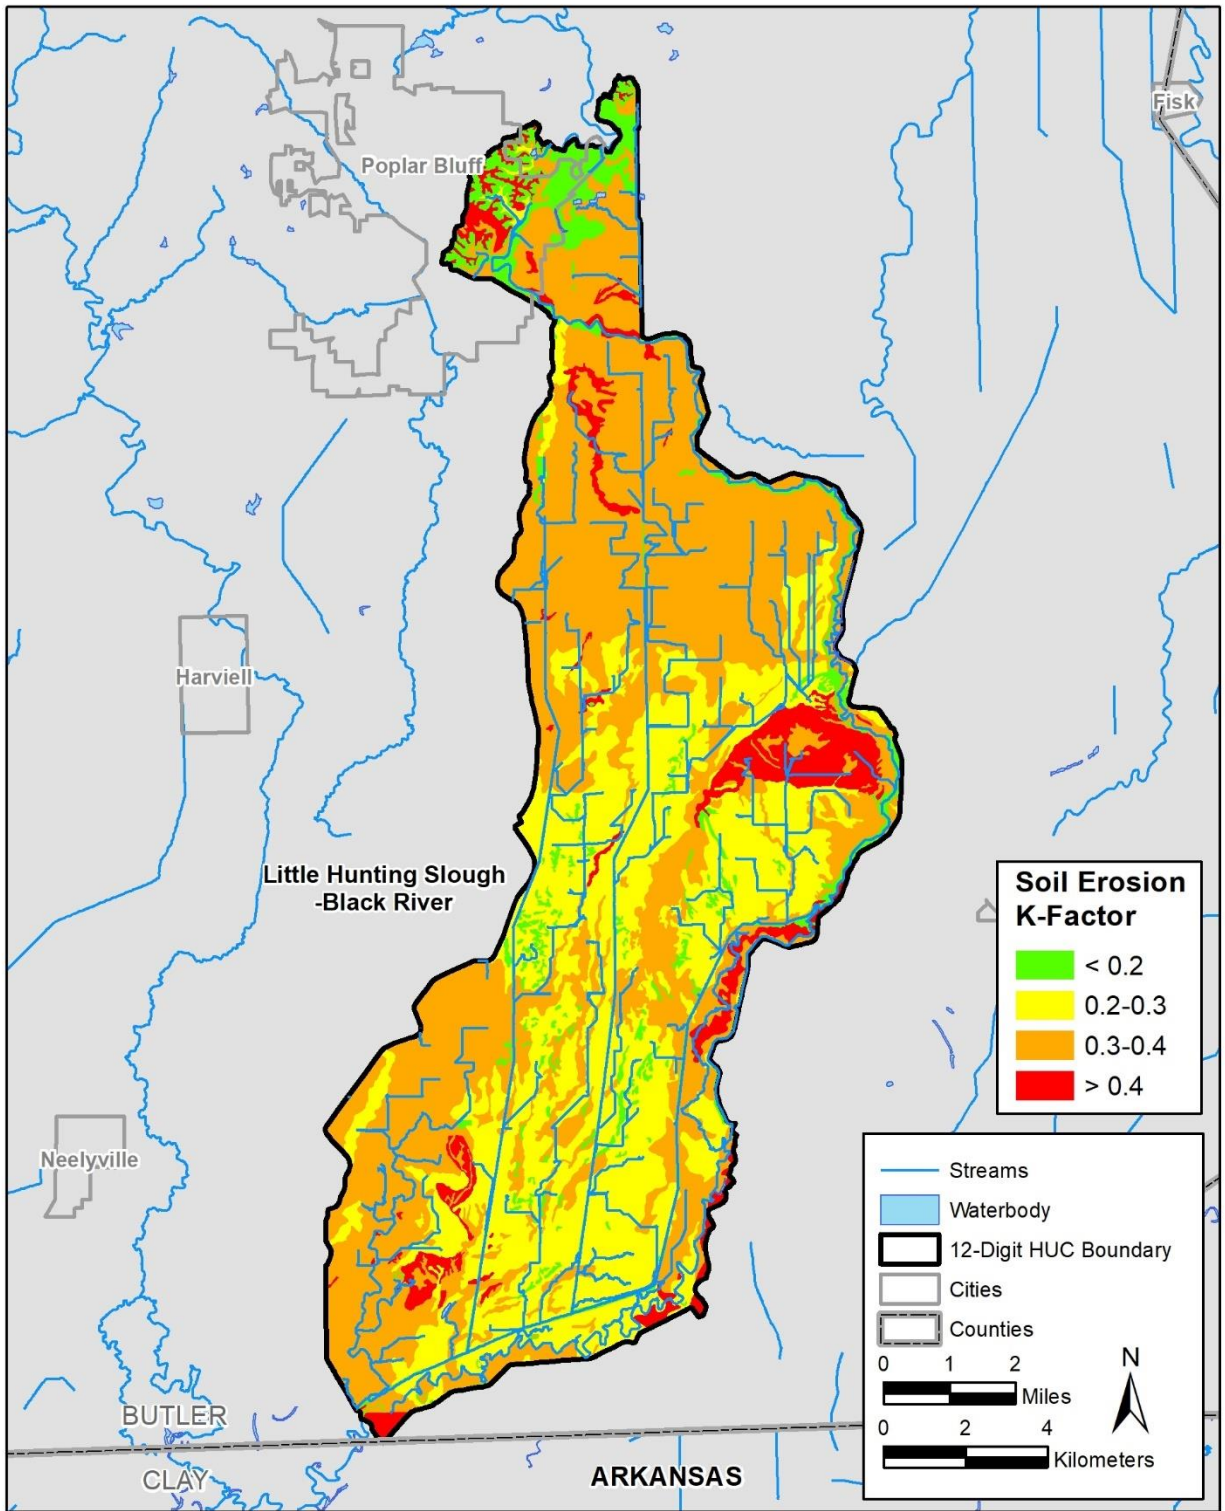 Fisk
Poplar Bluff
Harviell
Little Hunting Slough
-Black River
Soil Erosion
K-Factor
< 0.2
0.2-0.3
0.3-0.4
> 0.4
Neelyville
Streams
Waterbody
12-Digit HUC Boundary
Cities
Counties
0 1 2
Miles
0 2 4
Kilometers
N
BUTLER
CLAY
ARKANSAS